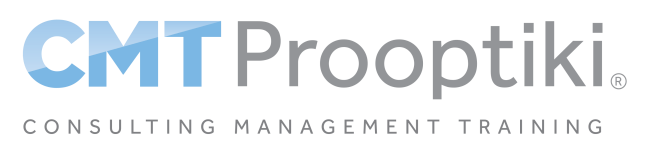 CMT Prooptiki®
CONSULTING MANAGEMENT TRAINING